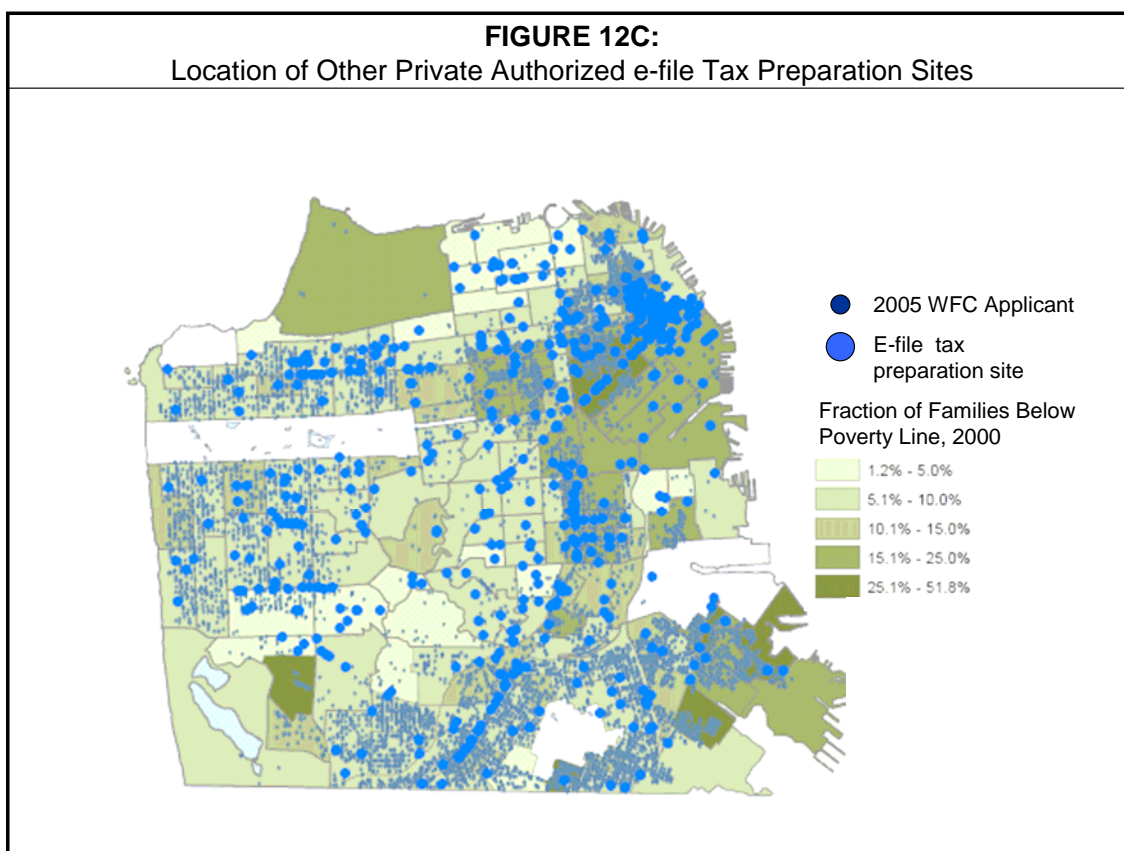 FIGURE 12C:
Location of Other Private Authorized e-file Tax Preparation Sites
2005 WFC Applicant
E-file tax
preparation site
Fraction of Families Below
Poverty Line, 2000
1.2% - 5.0%
5.1% - 10.0%
10.1% - 15.0%
15.1% - 25.0%
25.1% - 51.8%